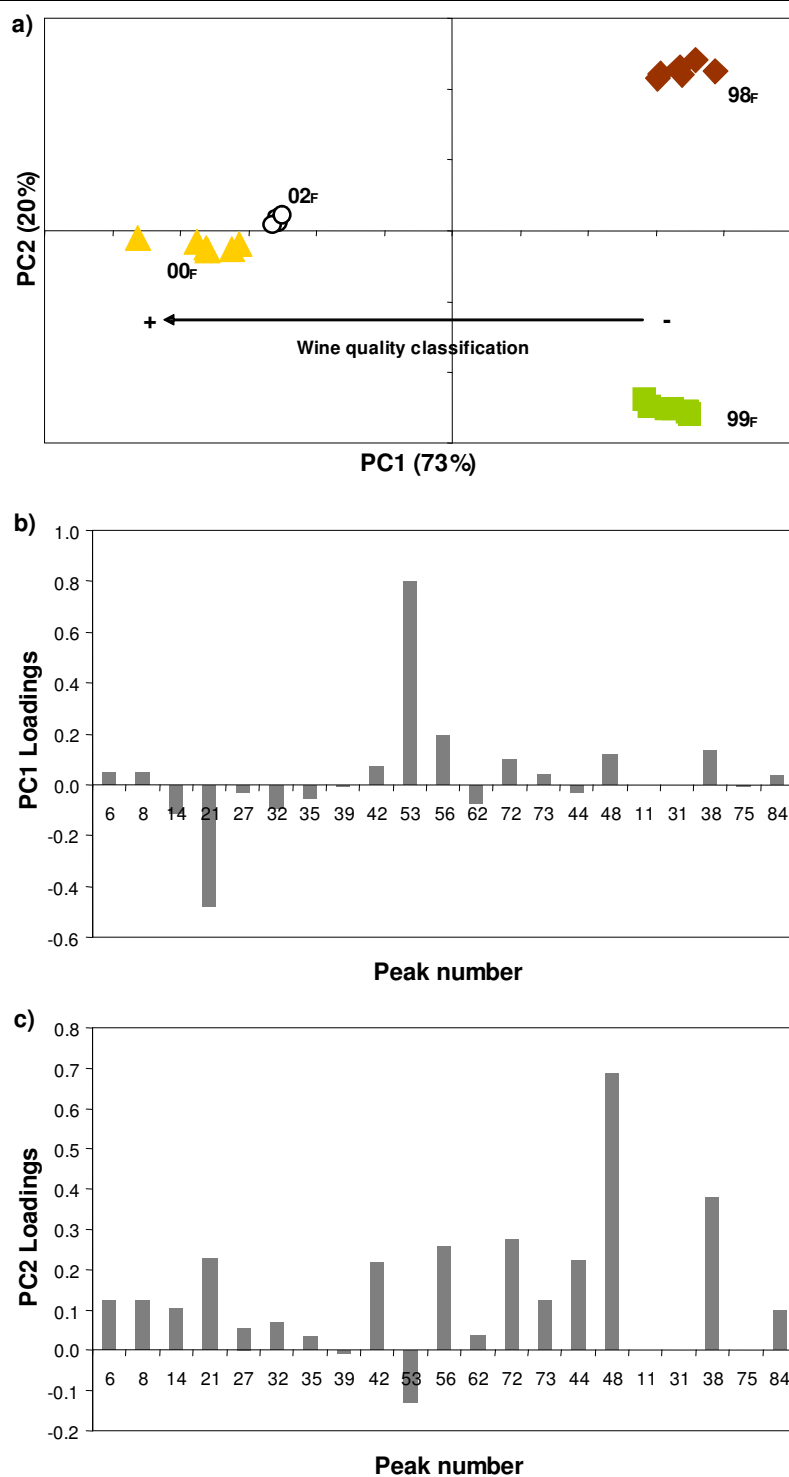 a)
98F
02F
00F
PC2 (20%)
+ -
Wine quality classification
99F
PC1 (73%)
b)
1.0
0.8
0.6
0.4
0.2
0.0
-0.2
-0.4
-0.6
PC1 Loadings
6 8 14 21 27 32 35 39 42 53 56 62 72 73 44 48 11 31 38 75 84
Peak number
c)
0.8
0.7
0.6
0.5
0.4
0.3
0.2
0.1
0.0
-0.1
-0.2
PC2 Loadings
6 8 14 21 27 32 35 39 42 53 56 62 72 73 44 48 11 31 38 75 84
Peak number